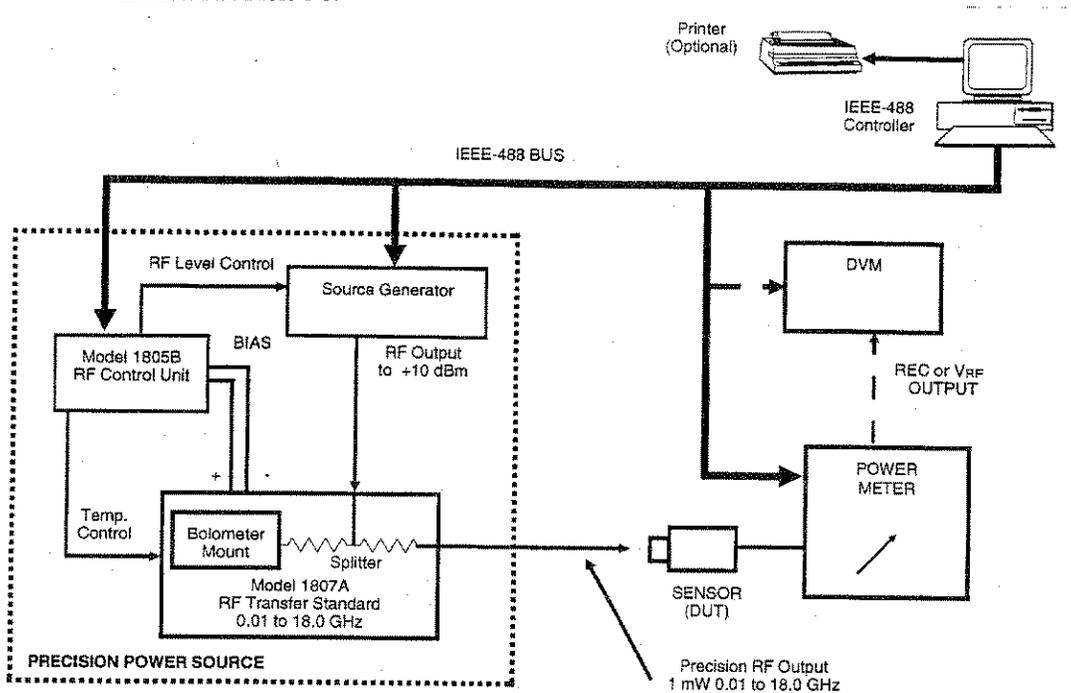 Printer
(Optional)
IEEE-488
Controller
IEEE-488 BUS
RF Level Control
Source Generator
DVM
BIAS
Model 1805B
RF Control Unit
RF Output
to +10 dBm
REC or VRF
OUTPUT
+
-
POWER
METER
Temp.
Control
Bolometer
Mount
Splitter
Model 1807A
RF Transfer Standard
0.01 to 18.0 GHz
SENSOR
(DUT)
PRECISION POWER SOURCE
Precision RF Output
1 mW 0.01 to 18.0 GHz